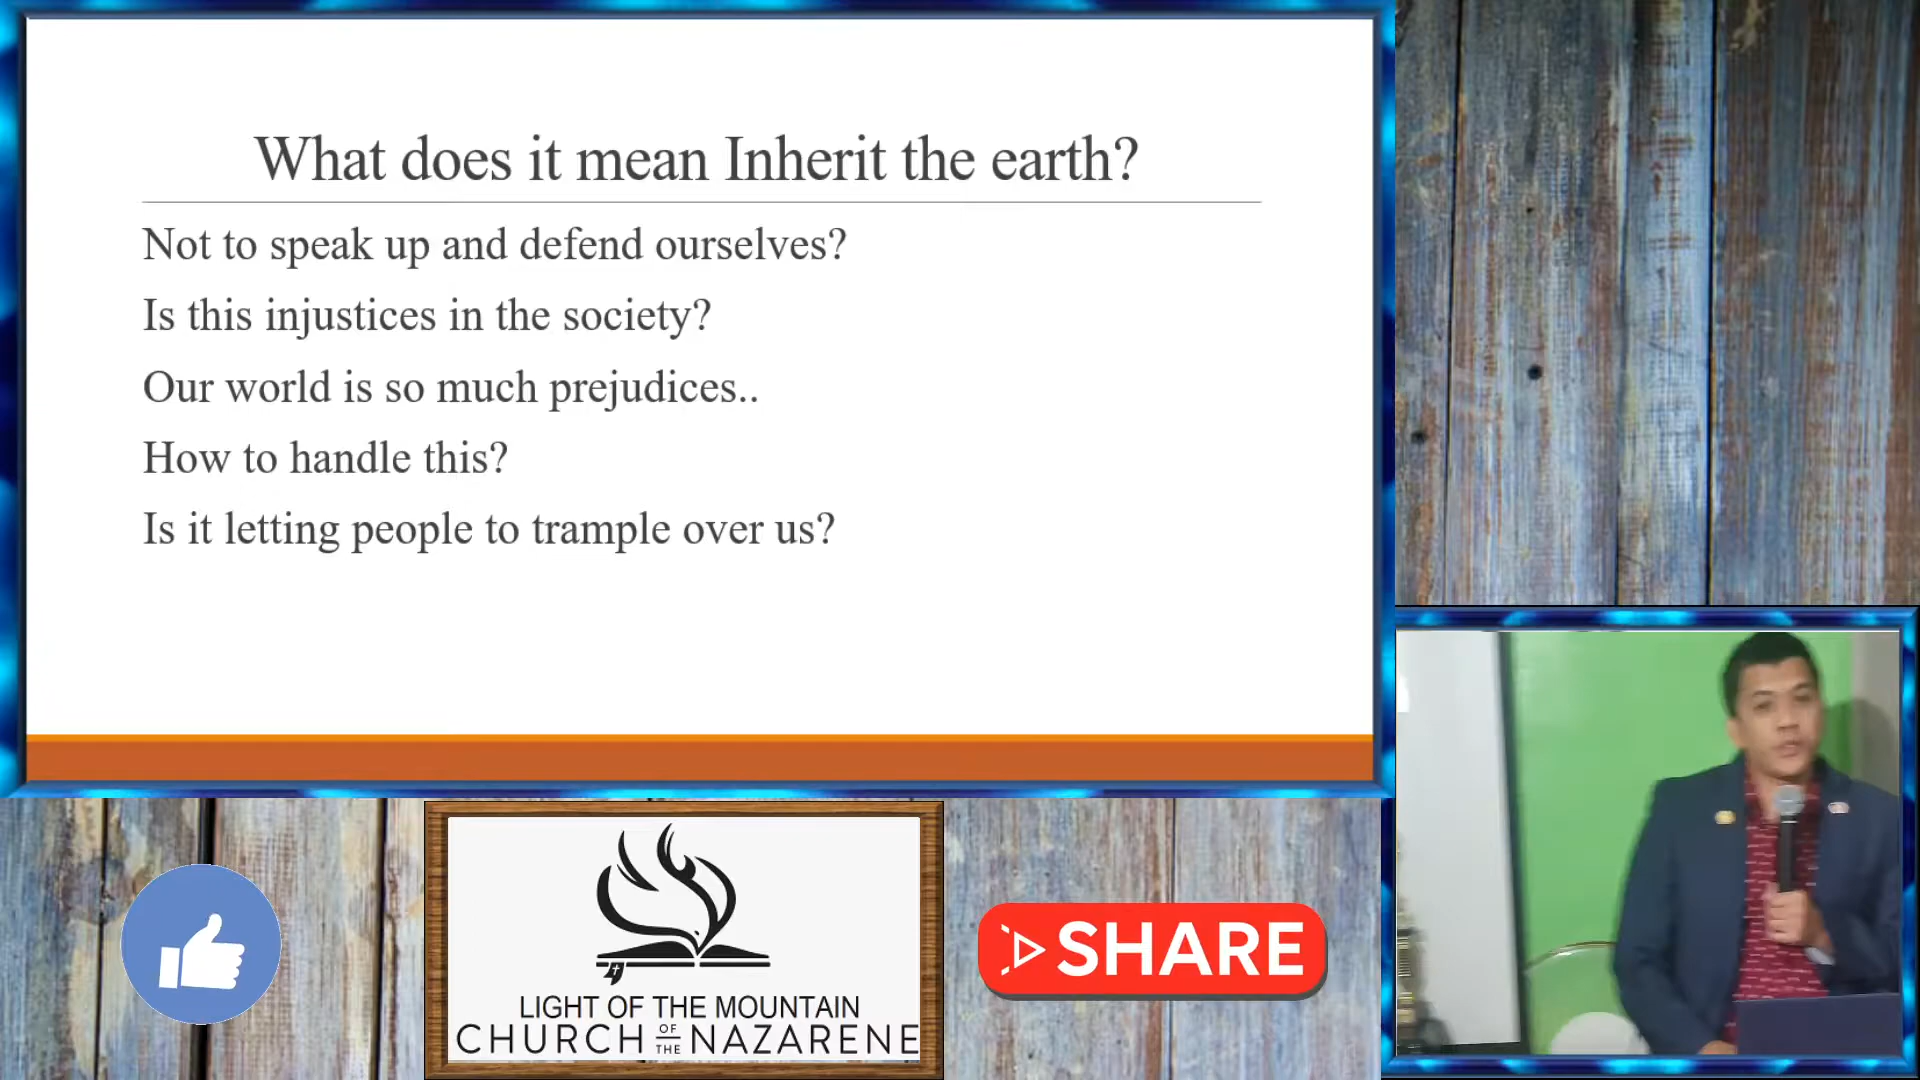 What does it mean Inherit the earth?
Not to speak up and defend ourselves?
Is this injustices in the society?
Our world is so much prejudices..
How to handle this?
Is it letting people to trample over us?
LIGHT OF THE MOUNTAIN
CHURCH OF THE NAZARENE
SHARE